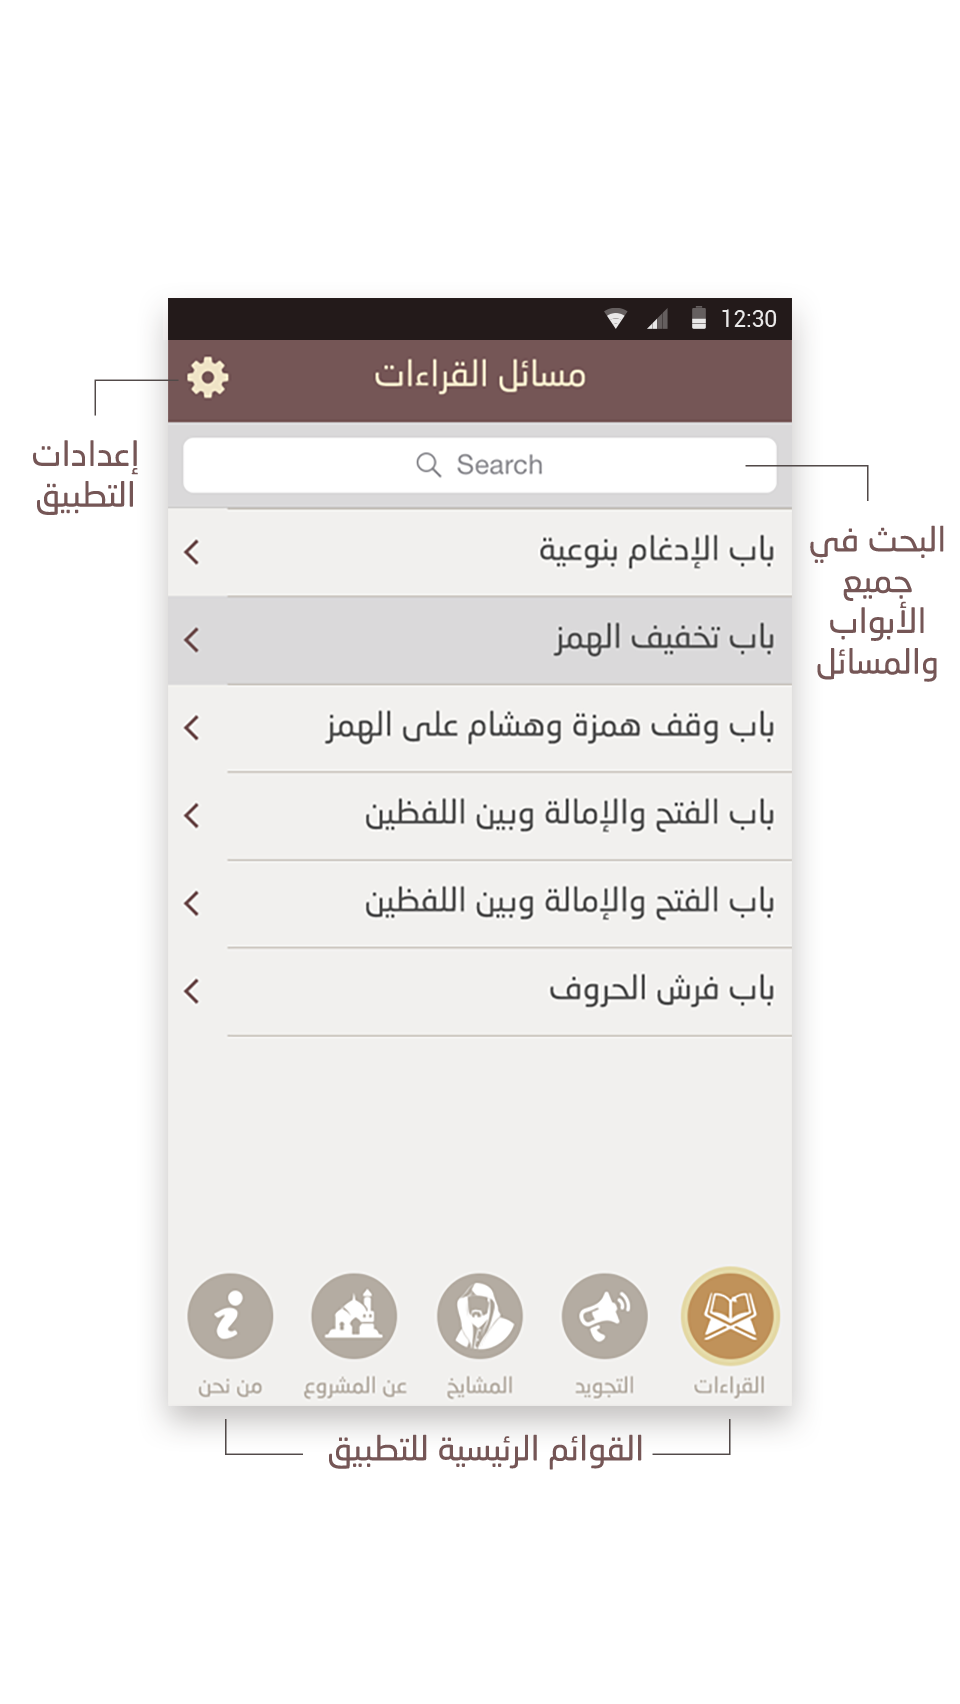 12:30
مسائل القراءات
إعدادات
التطبيق
Search
البحث في
جميع
الأبواب
والمسائل
باب الإدغام بنوعية
باب تخفيف الهمز
باب وقف همزة وهشام على الهمز
باب الفتح والإمالة وبين اللفظين
باب الفتح والإمالة وبين اللفظين
باب فرش الحروف
القراءات
التجويد
المشايخ
عن المشروع
من نحن
القوائم الرئيسية للتطبيق